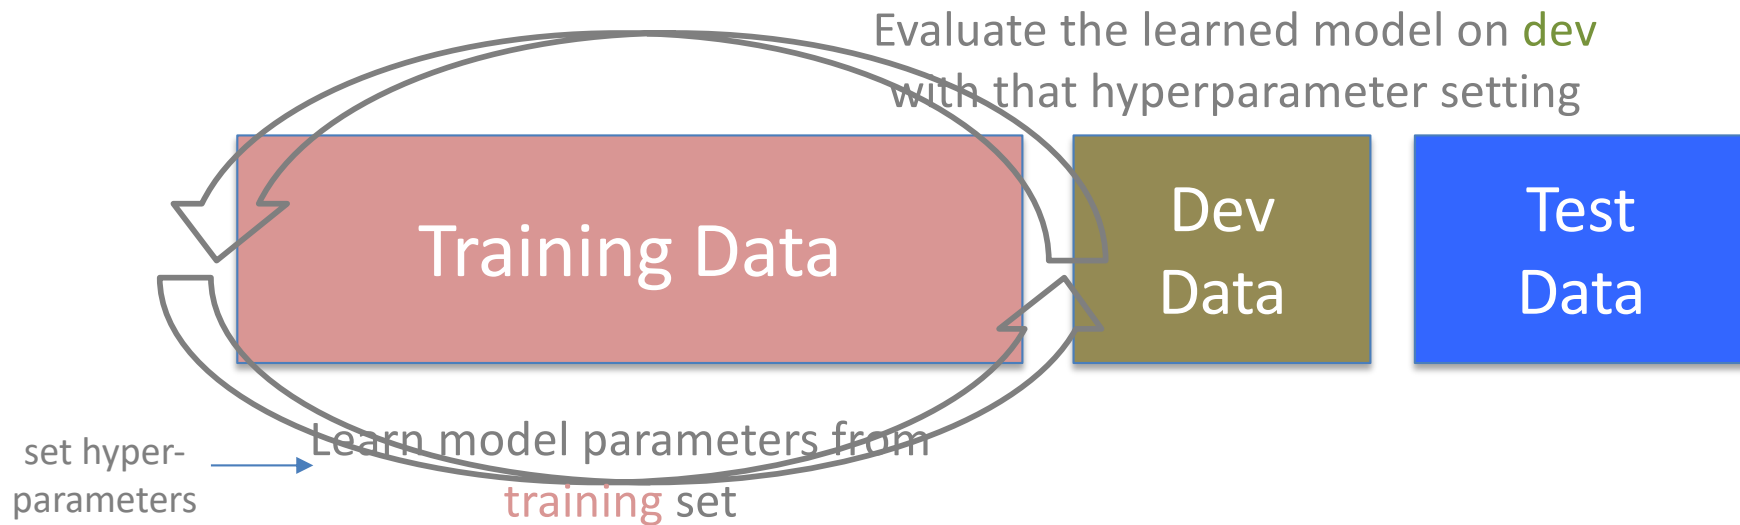 Evaluate the learned model on dev
with that hyperparameter setting
Training Data
Dev
Data
Test
Data
set hyper-
parameters
Learn model parameters from
training set